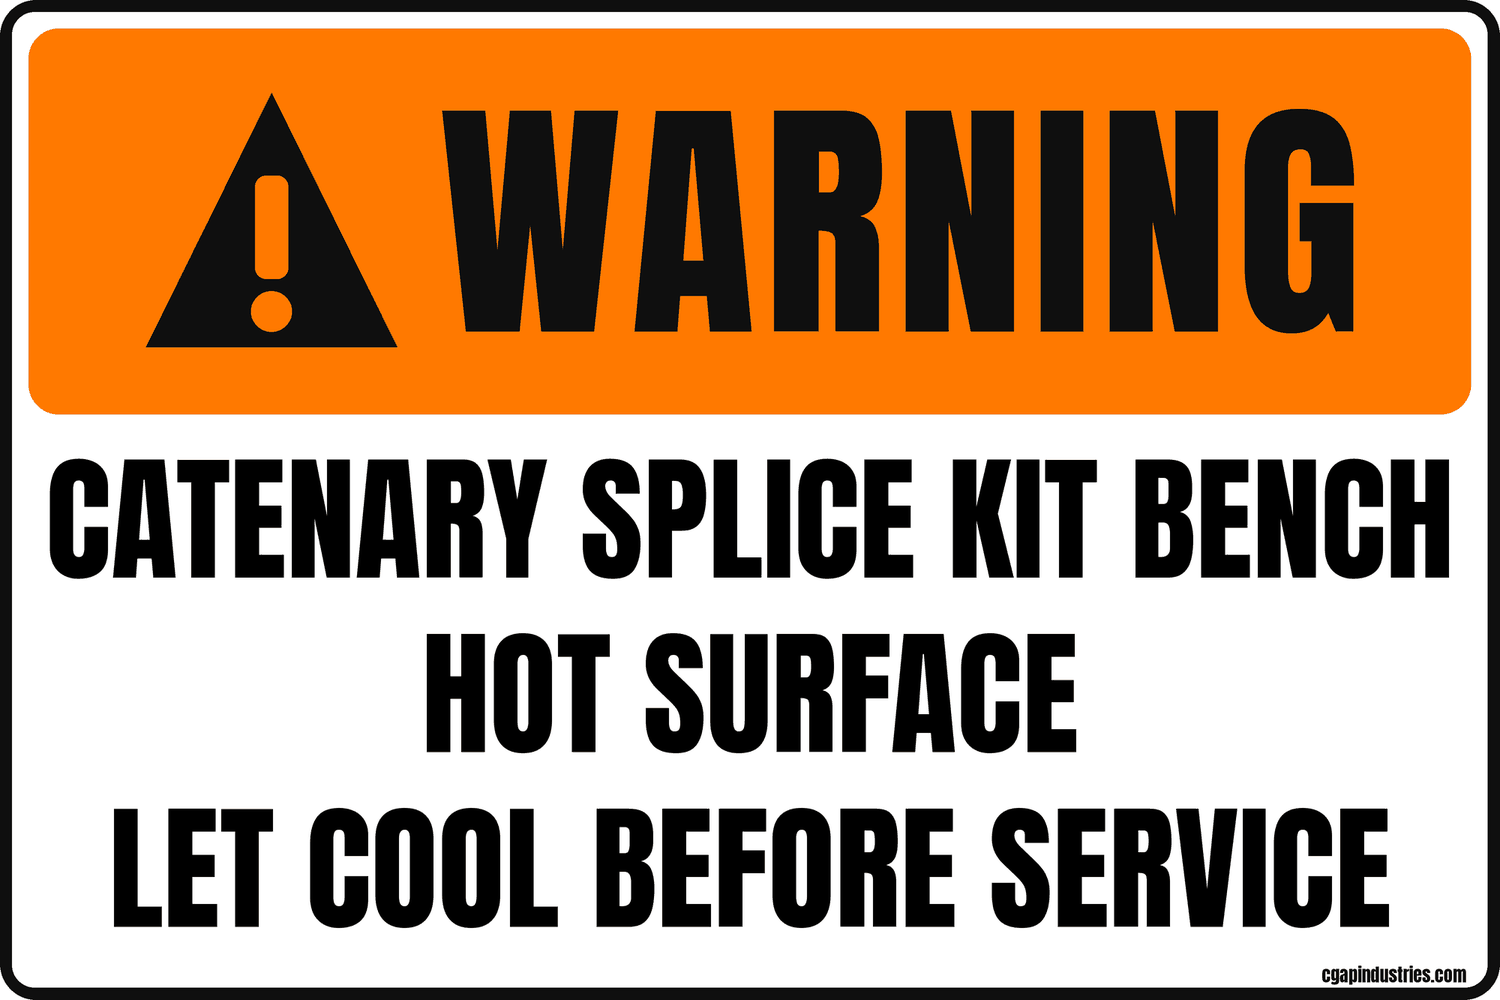 WARNING
CATENARY SPLICE KIT BENCH
HOT SURFACE
LET COOL BEFORE SERVICE
cgapindustries.com